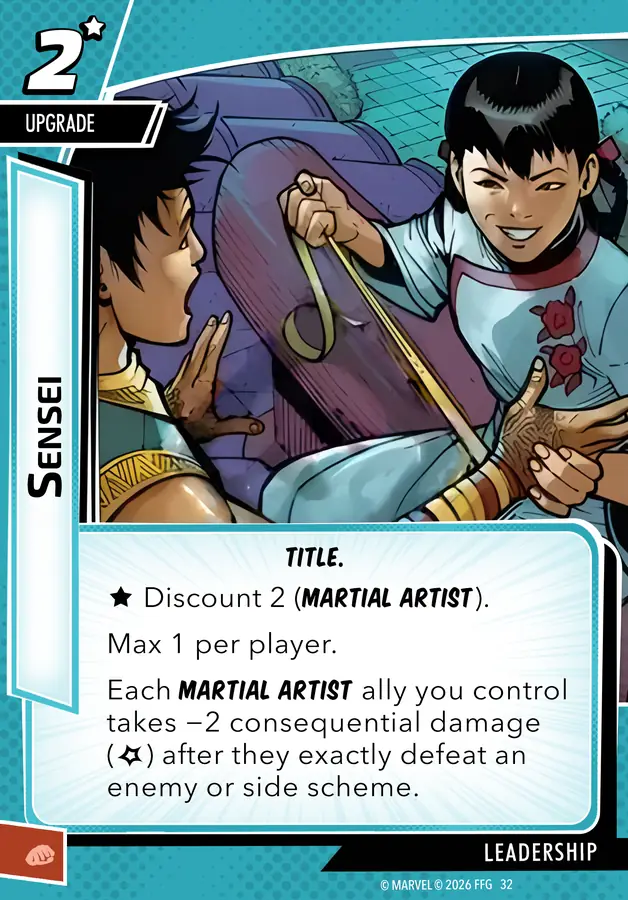 2★
UPGRADE
SENSEI
TITLE.
★ Discount 2 (MARTIAL ARTIST).
Max 1 per player.
Each MARTIAL ARTIST ally you control
takes −2 consequential damage
( ) after they exactly defeat an
enemy or side scheme.
LEADERSHIP
© MARVEL © 2026 FFG 32